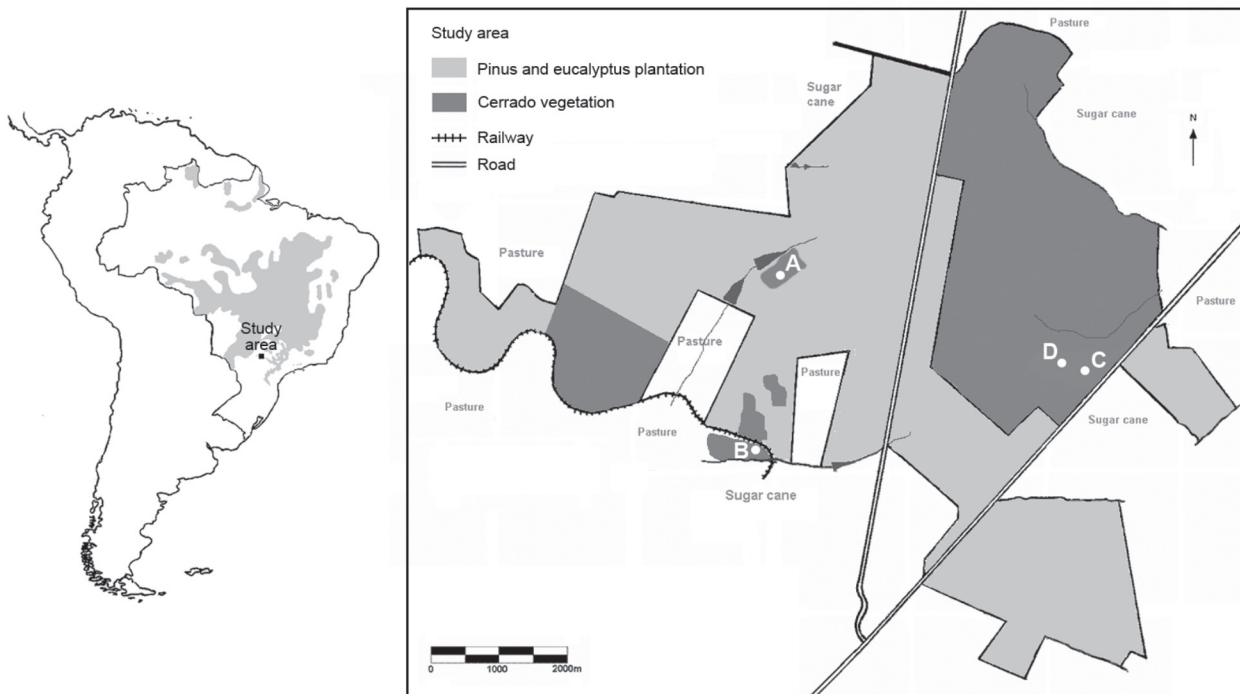 Study area
Pinus and eucalyptus plantation
Cerrado vegetation
Railway
Road
Study
area
Pasture
Sugar
cane
Sugar cane
N
Pasture
A
Pasture
Pasture
Pasture
D
C
Pasture
Pasture
Sugar cane
B
Sugar cane
0
1000
2000m